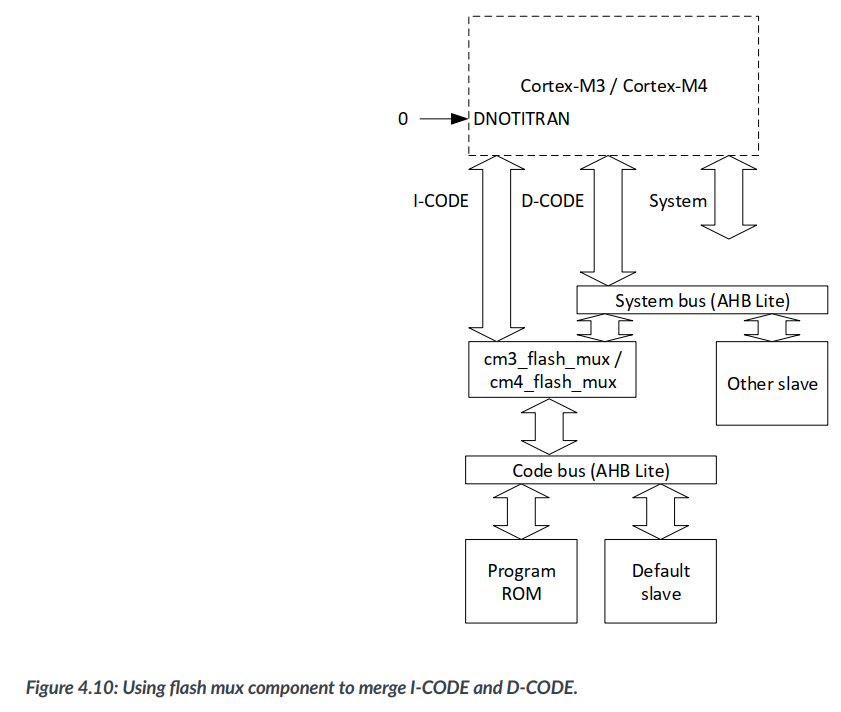 Cortex-M3 / Cortex-M4
0
DNOTITRAN
I-CODE
D-CODE
System
System bus (AHB Lite)
cm3_flash_mux /
cm4_flash_mux
Other slave
Code bus (AHB Lite)
Program
ROM
Default
slave
Figure 4.10: Using flash mux component to merge I-CODE and D-CODE.